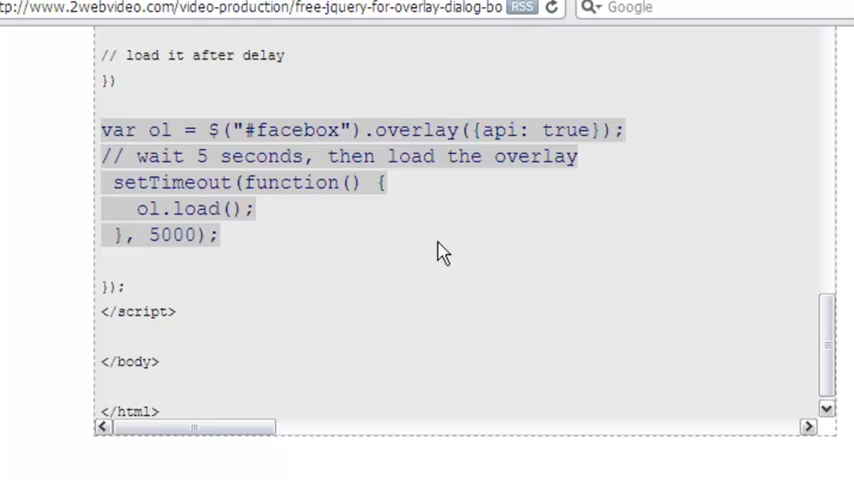 tp://www.2webvideo.com/video-production/free-jquery-for-overlay-dialog-bo RSS Google
// load it after delay
})
var ol = $("#facebox").overlay({api: true});
// wait 5 seconds, then load the overlay
setTimeout(function() {
ol.load();
}, 5000);
});
</script>
</body>
</html>